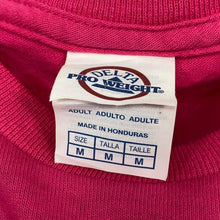 DELTA
PRO WEIGHT®
ADULT ADULTO ADULTE
MADE IN HONDURAS
SIZE TALLA TAILLE
M M M